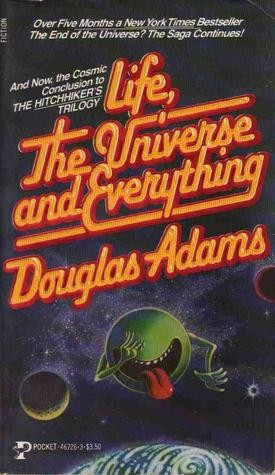 FICTION
Over Five Months a New York Times Bestseller
The End of the Universe? The Saga Continues!
And Now, the Cosmic
Conclusion to
THE HITCHHIKER'S
TRILOGY
Life,
The Universe
and Everything
Douglas Adams
POCKET • 46726-3 • $3.50